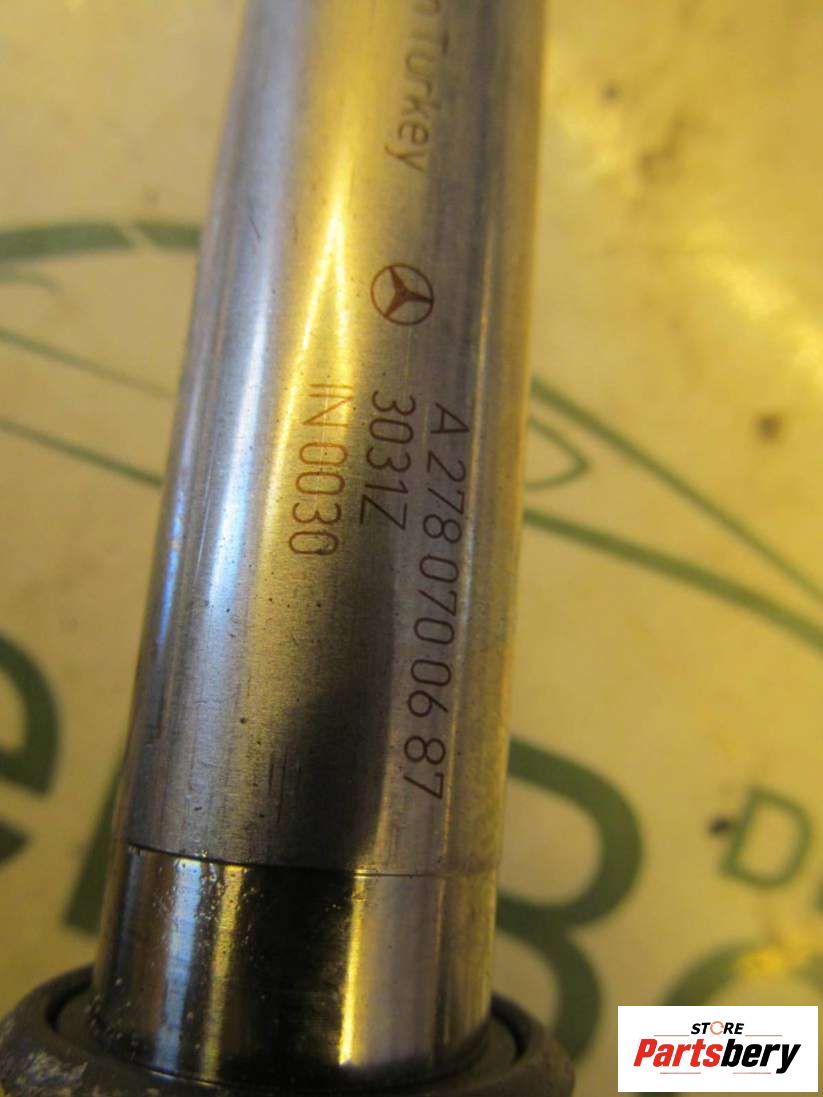 Turkey
A 278 070 06 87
3031Z
IN 0030
STORE
Partsbery